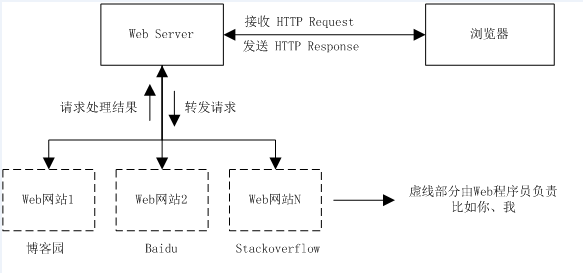 接收 HTTP Request
Web Server
浏览器
发送 HTTP Response
请求处理结果
转发请求
Web网站1
Web网站2
Web网站N
虚线部分由Web程序员负责
比如你、我
博客园
Baidu
Stackoverflow